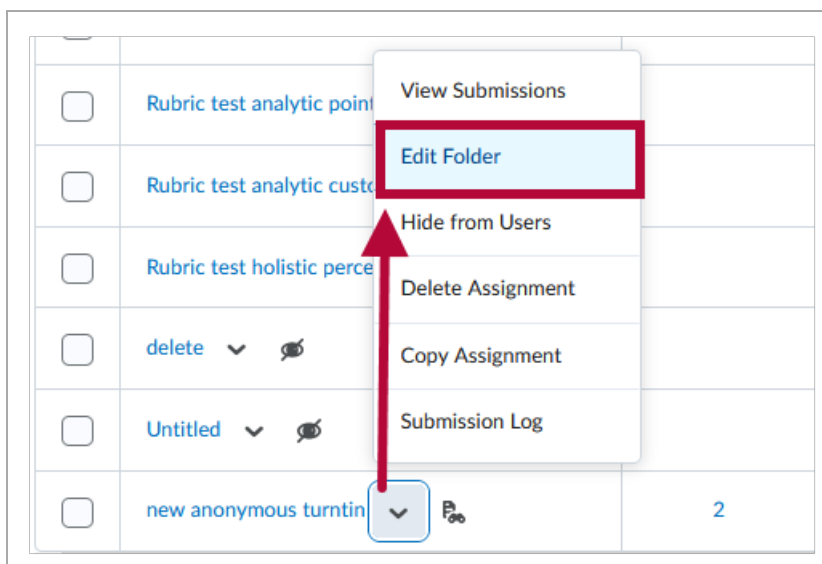 View Submissions
Rubric test analytic point
Edit Folder
Rubric test analytic custo
Hide from Users
Rubric test holistic perce
Delete Assignment
delete
Copy Assignment
Untitled
Submission Log
new anonymous turntin
2